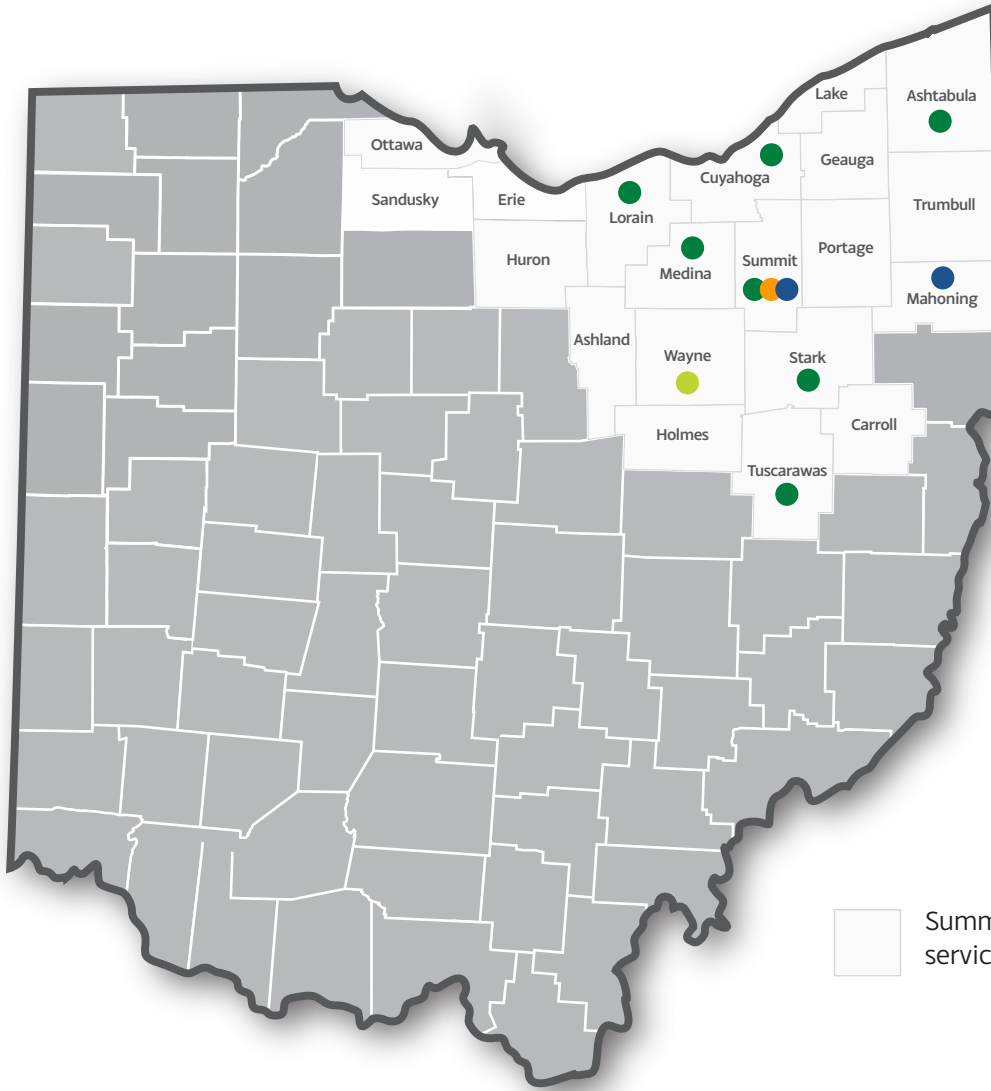 Lake
Ashtabula
Ottawa
Geauga
Cuyahoga
Sandusky
Erie
Trumbull
Lorain
Portage
Huron
Summit
Medina
Mahoning
Ashland
Wayne
Stark
Carroll
Holmes
Tuscarawas
Summ
servic